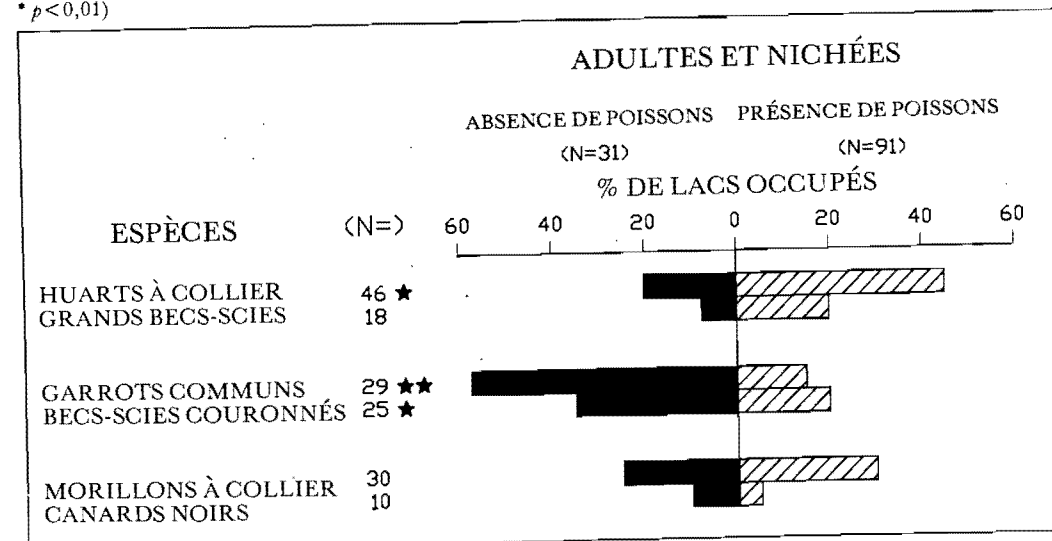 * p<0,01)
ADULTES ET NICHÉES
ABSENCE DE POISSONS PRÉSENCE DE POISSONS
(N=31) (N=91)
% DE LACS OCCUPÉS
ESPÈCES (N=) 60 40 20 0 20 40 60
HUARTS À COLLIER 46 ★
GRANDS BECS-SCIES 18
GARROTS COMMUNS 29 ★★
BECS-SCIES COURONNÉS 25 ★
MORILLONS À COLLIER 30
CANARDS NOIRS 10